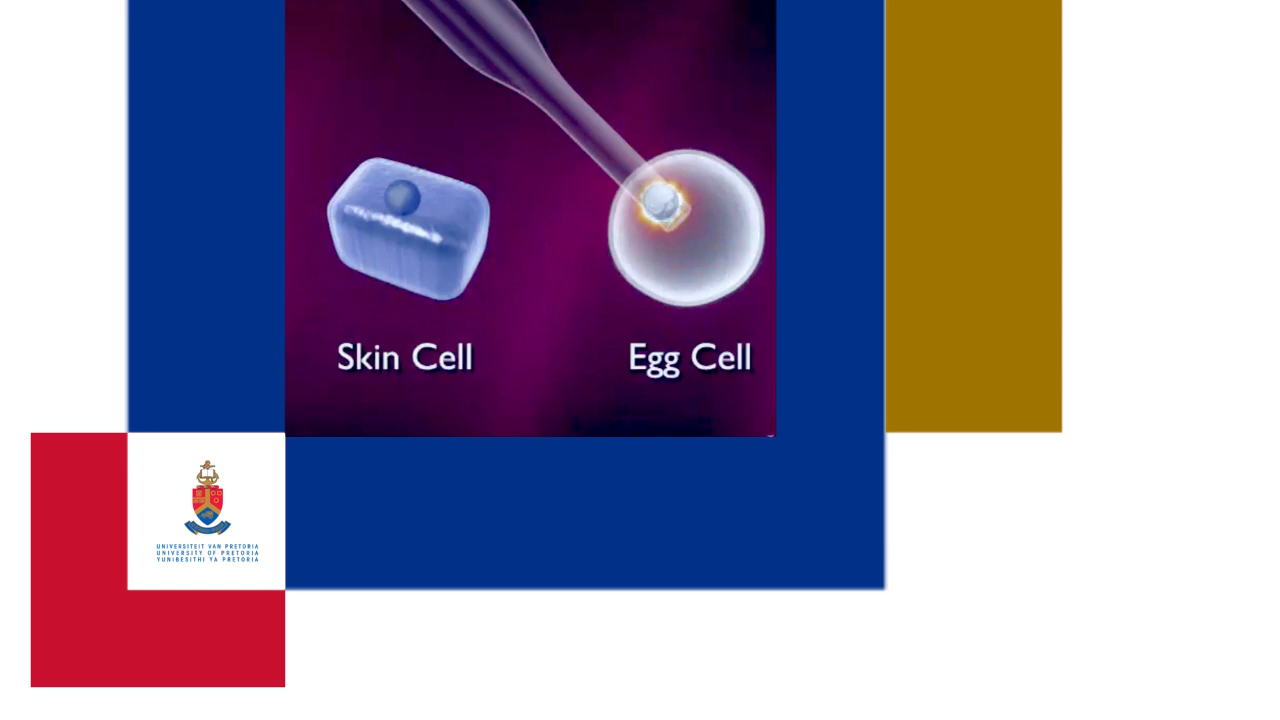 Skin Cell
Egg Cell
UNIVERSITEIT VAN PRETORIA
UNIVERSITY OF PRETORIA
YUNIBESITHI YA PRETORIA